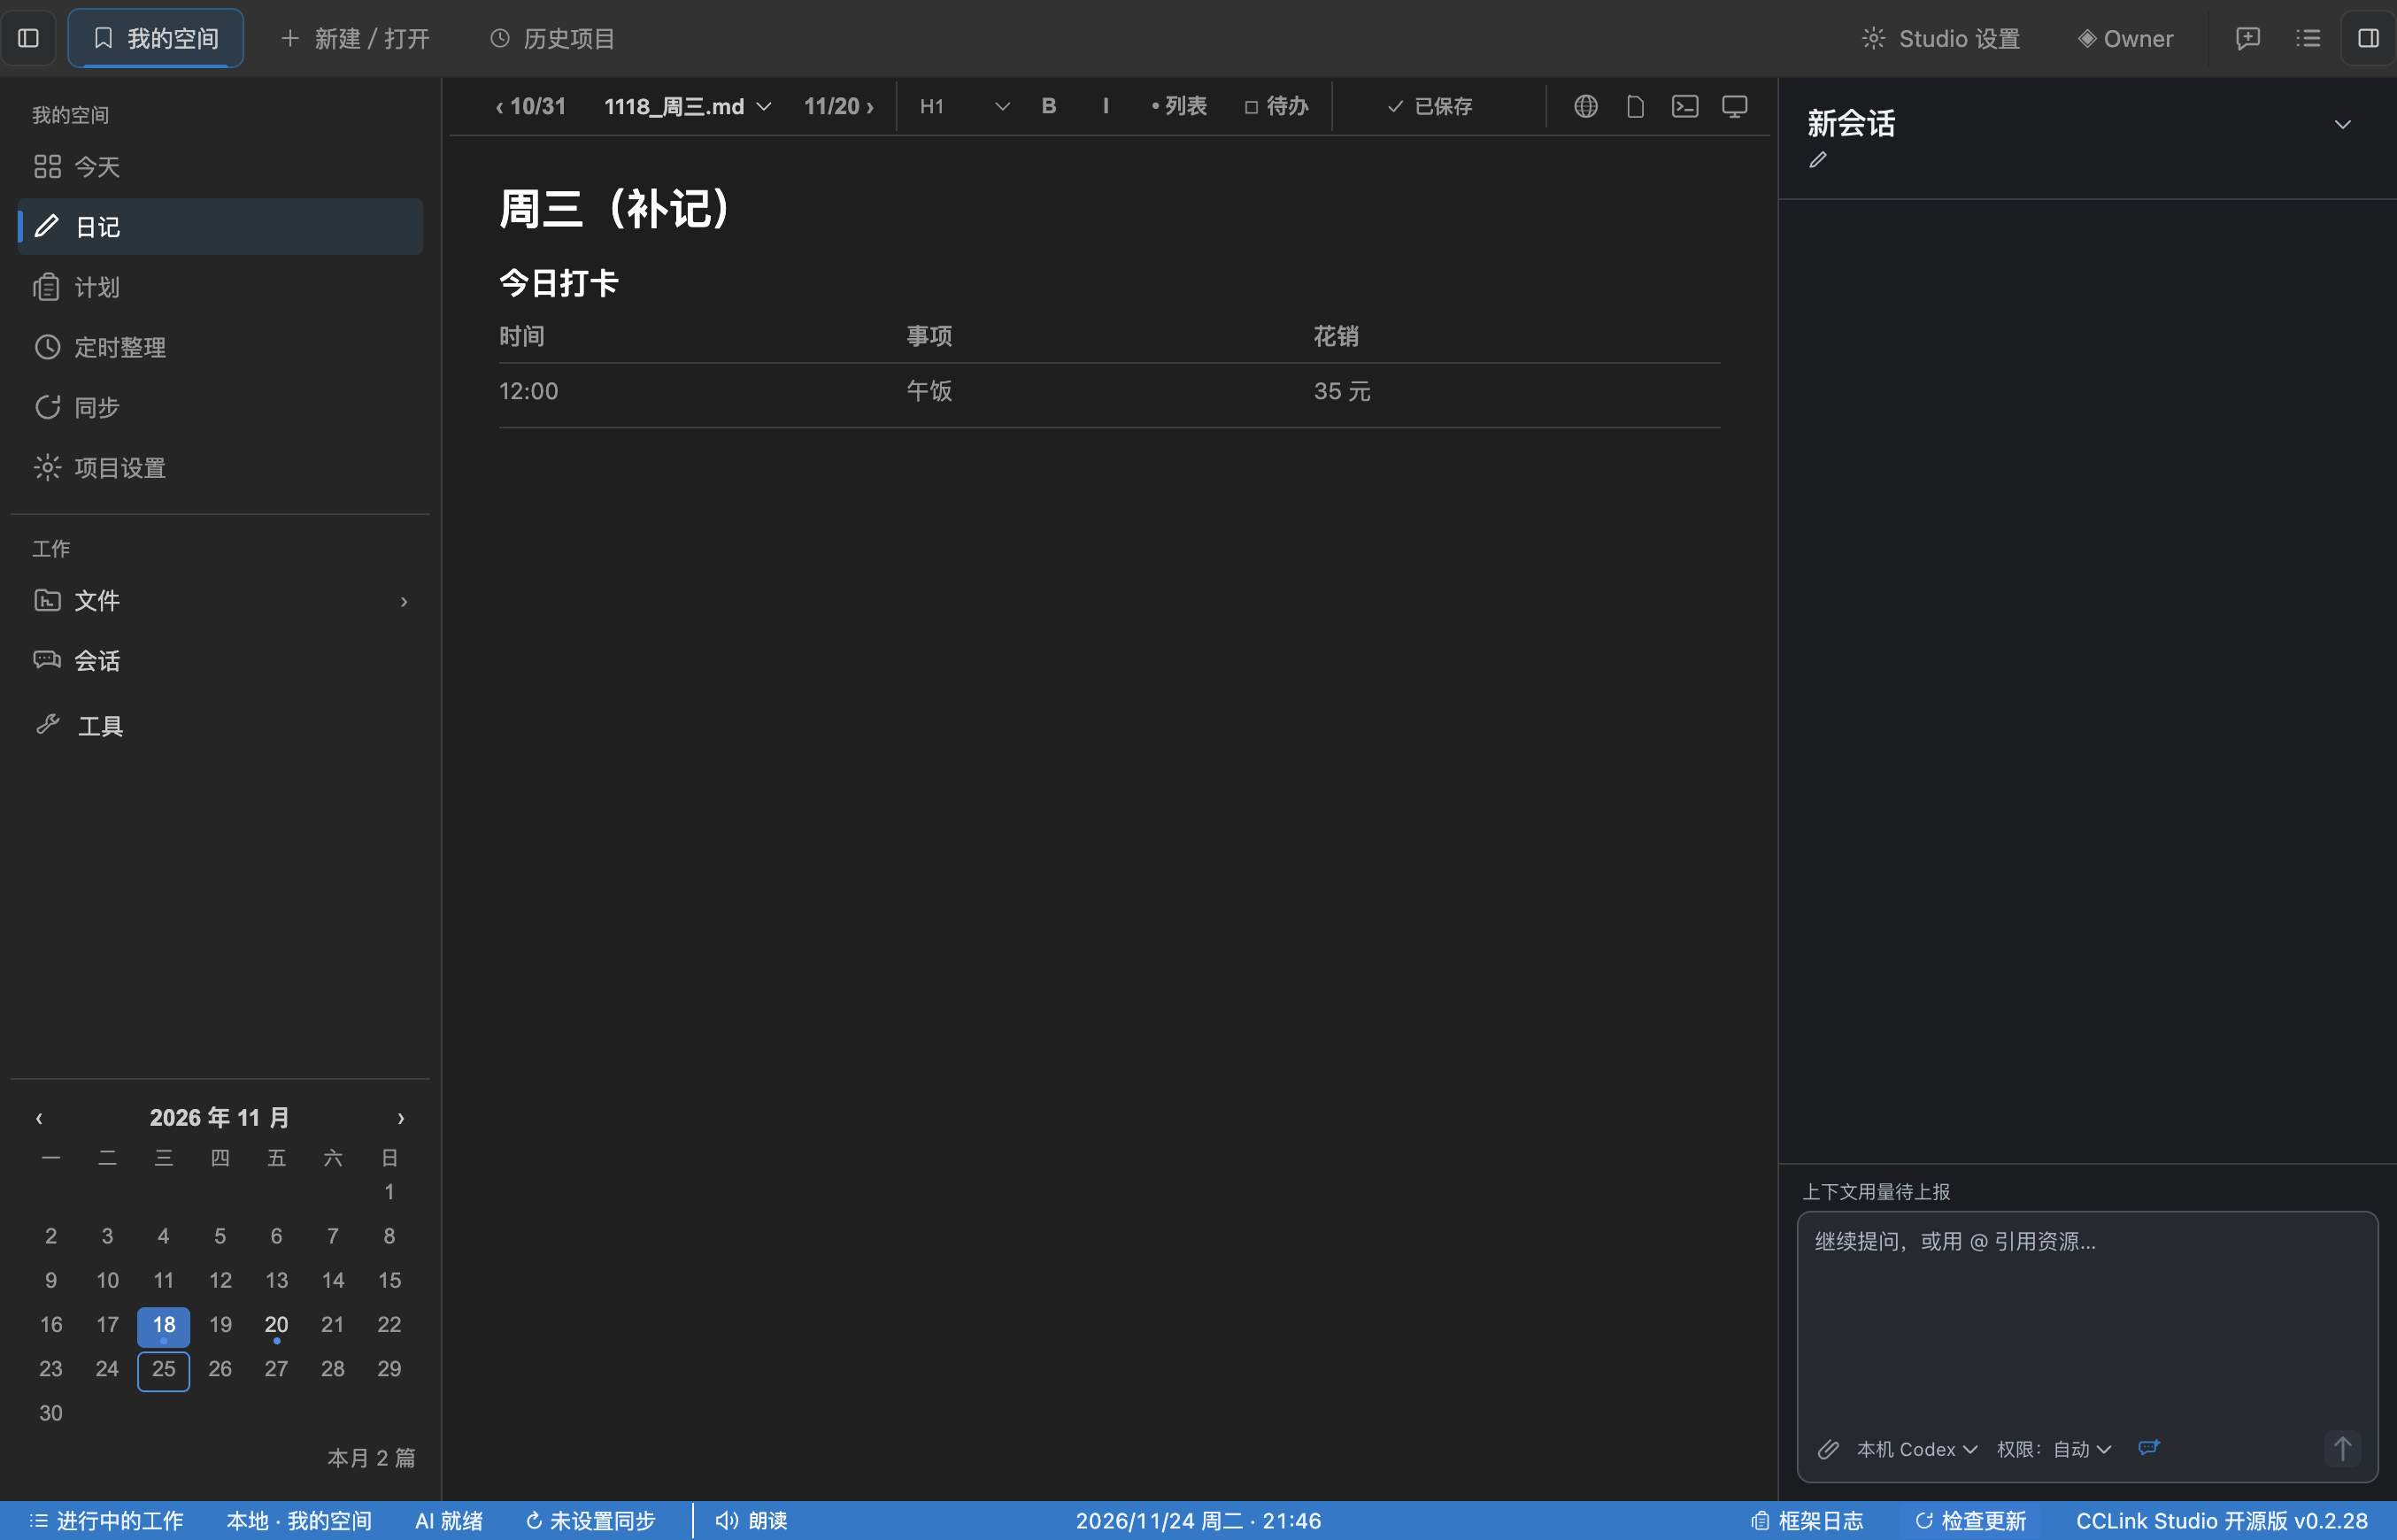 我的空间
新建 / 打开
历史项目
Studio 设置
Owner
我的空间
今天
日记
计划
定时整理
同步
项目设置
工作
文件
会话
工具
‹ 10/31 1118_周三.md 11/20 › H1 B I • 列表 待办 已保存
周三（补记）
今日打卡
时间 事项 花销
12:00 午饭 35 元
新会话
上下文用量待上报
继续提问，或用 @ 引用资源...
本机 Codex 权限：自动
‹ 2026 年 11 月 ›
一 二 三 四 五 六 日
1
2 3 4 5 6 7 8
9 10 11 12 13 14 15
16 17 18 19 20 21 22
23 24 25 26 27 28 29
30
本月 2 篇
进行中的工作 本地 · 我的空间 AI 就绪 未设置同步 朗读 2026/11/24 周二 · 21:46 框架日志 检查更新 CCLink Studio 开源版 v0.2.28